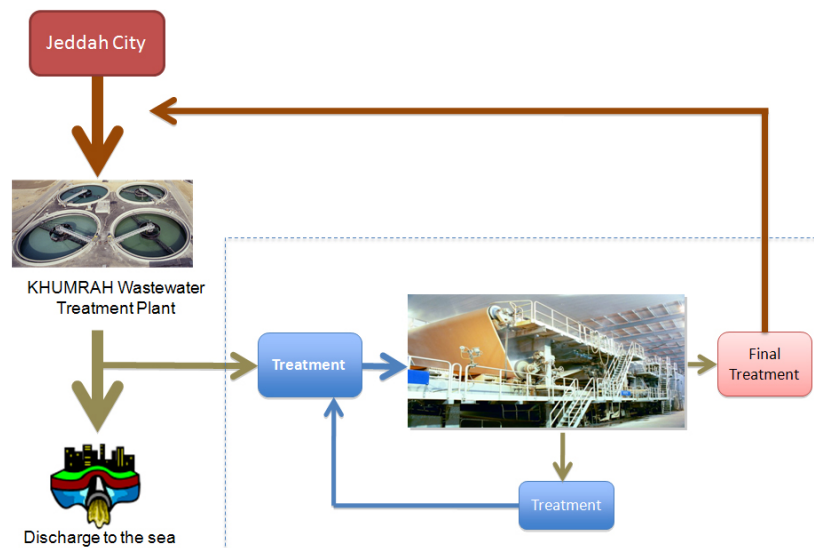 Jeddah City
KHUMRAH Wastewater
Treatment Plant
Treatment
Final
Treatment
Treatment
Discharge to the sea